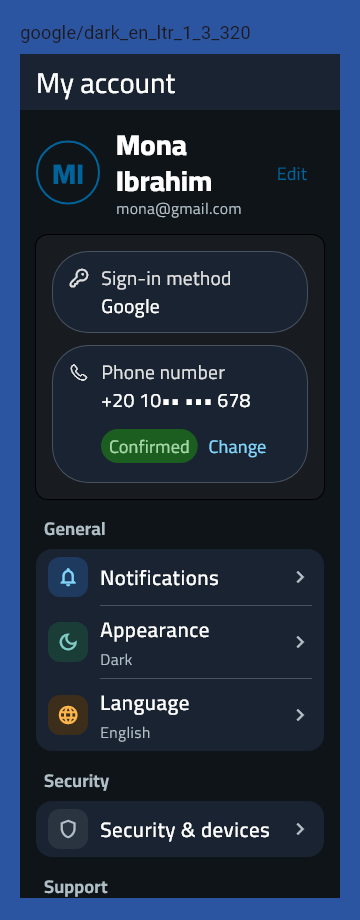 google/dark_en_ltr_1_3_320
My account
MI
Mona
Ibrahim
Edit
mona@gmail.com
Sign-in method
Google
Phone number
+20 10•• ••• 678
Confirmed
Change
General
Notifications
Appearance
Dark
Language
English
Security
Security & devices
Support